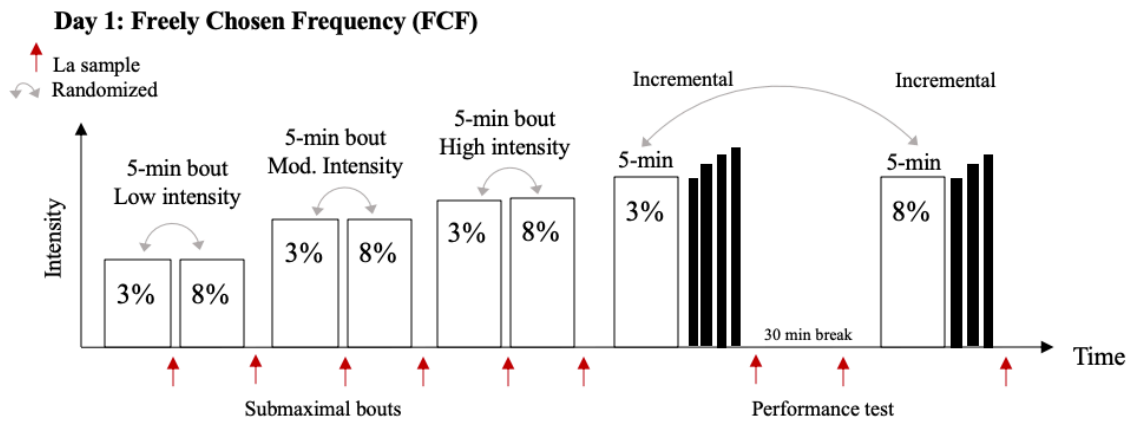 Day 1: Freely Chosen Frequency (FCF)
La sample
Randomized
Intensity
5-min bout
Low intensity
3%
8%
5-min bout
Mod. Intensity
3%
8%
5-min bout
High intensity
3%
8%
Incremental
5-min
3%
30 min break
Incremental
5-min
8%
Time
Submaximal bouts
Performance test